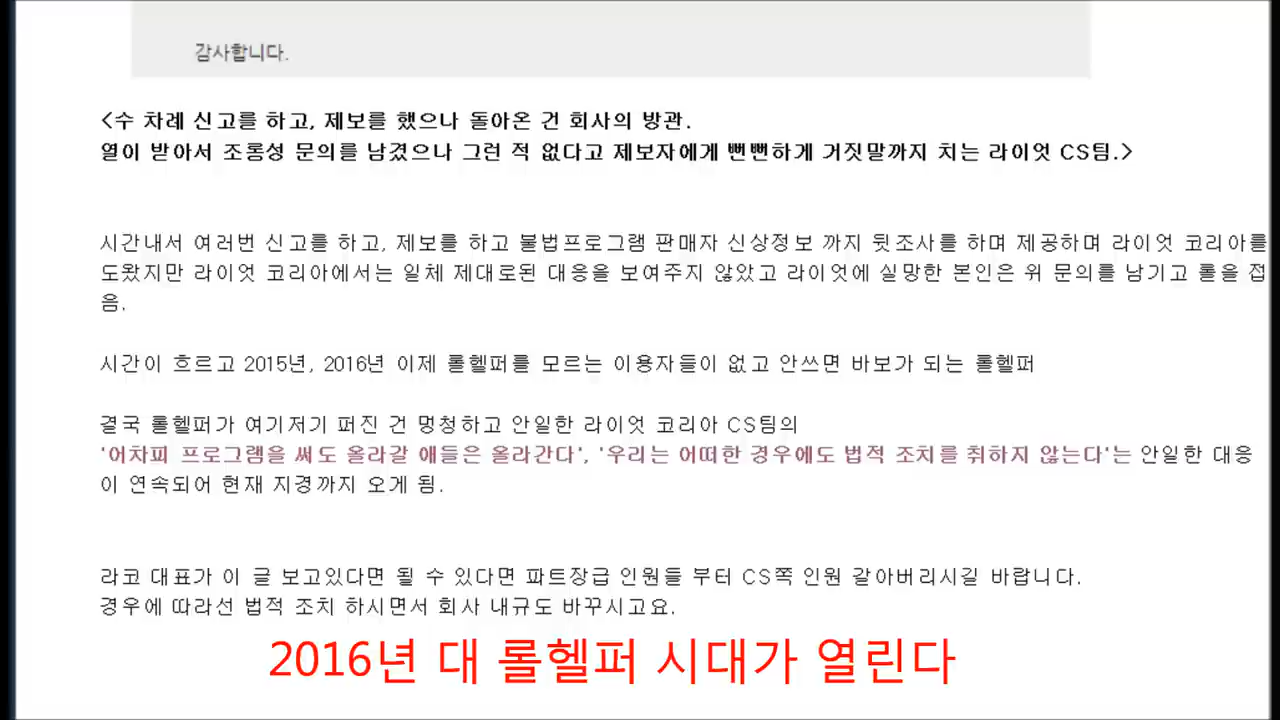 감사합니다.
<수 차례 신고를 하고, 제보를 했으나 돌아온 건 회사의 방관.
열이 받아서 조롱성 문의를 남겼으나 그런 적 없다고 제보자에게 뻔뻔하게 거짓말까지 치는 라이엇 CS팀.>
시간내서 여러번 신고를 하고, 제보를 하고 불법프로그램 판매자 신상정보 까지 뒷조사를 하며 제공하며 라이엇 코리아를
도왔지만 라이엇 코리아에서는 일체 제대로된 대응을 보여주지 않았고 라이엇에 실망한 본인은 위 문의를 남기고 롤을 접
음.
시간이 흐르고 2015년, 2016년 이제 롤헬퍼를 모르는 이용자들이 없고 안쓰면 바보가 되는 롤헬퍼
결국 롤헬퍼가 여기저기 퍼진 건 멍청하고 안일한 라이엇 코리아 CS팀의
'어차피 프로그램을 써도 올라갈 애들은 올라간다', '우리는 어떠한 경우에도 법적 조치를 취하지 않는다'는 안일한 대응
이 연속되어 현재 지경까지 오게 됨.
라코 대표가 이 글 보고있다면 될 수 있다면 파트장급 인원들 부터 CS쪽 인원 갈아버리시길 바랍니다.
경우에 따라선 법적 조치 하시면서 회사 내규도 바꾸시고요.
2016년 대 롤헬퍼 시대가 열린다